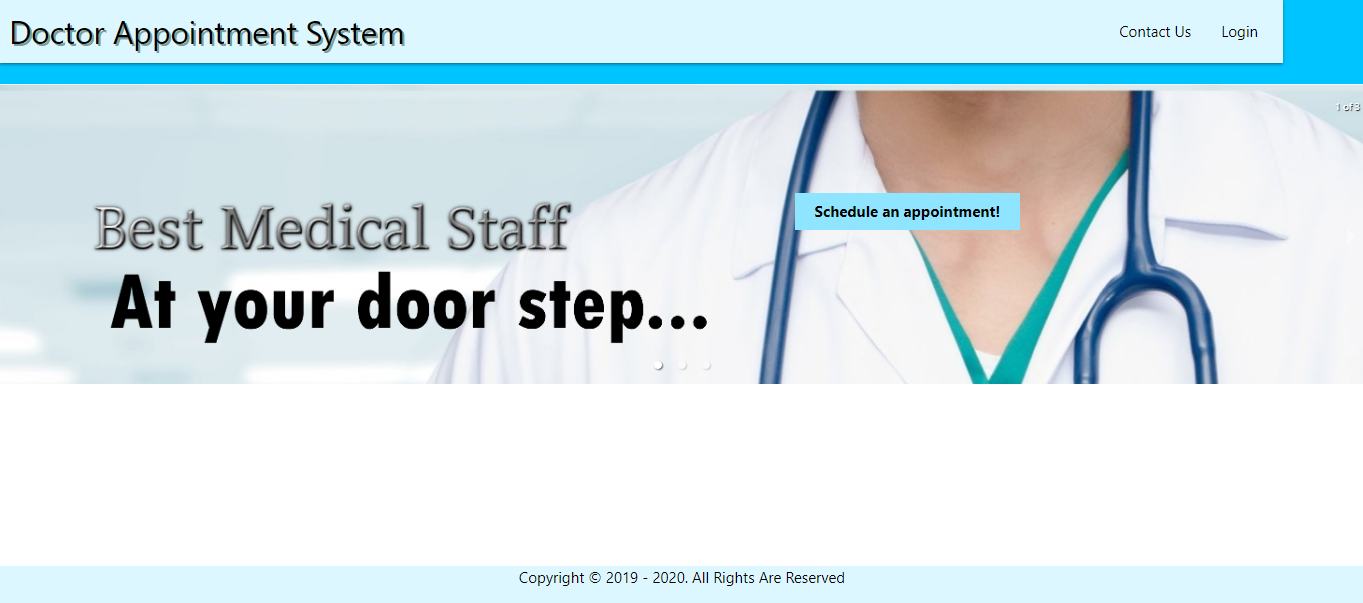 Doctor Appointment System
Contact Us
Login
1 of 3
Best Medical Staff
Schedule an appointment!
At your door step...
Copyright © 2019 - 2020. All Rights Are Reserved